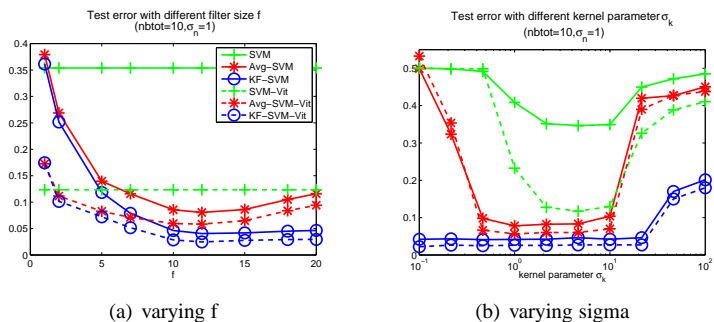 Test error with different filter size f
(nbtot=10,σn=1)
0.4
0.35
0.3
0.25
0.2
0.15
0.1
0.05
0
0
5
10
15
20
f
SVM
Avg−SVM
KF−SVM
SVM−Vit
Avg−SVM−Vit
KF−SVM−Vit
(a) varying f
Test error with different kernel parameter σk
(nbtot=10,σn=1)
0.6
0.5
0.4
0.3
0.2
0.1
0
10−1
100
101
102
kernel parameter σk
(b) varying sigma